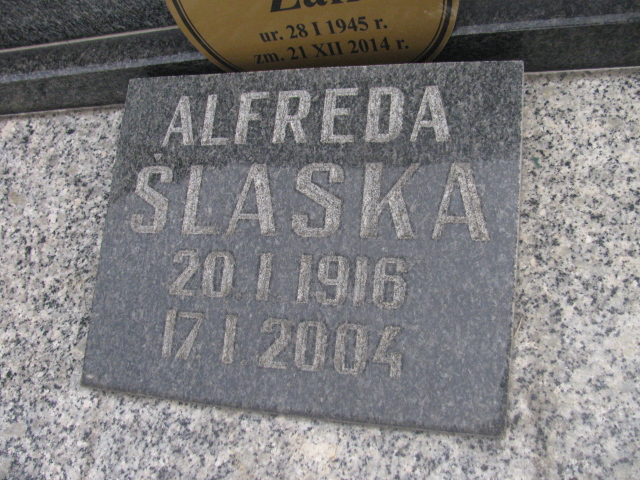 ur. 28 I 1945 r.
zm. 21 XII 2014 r.
ALFREDA
ŚLASKA
20 I 1916
17 I 2004